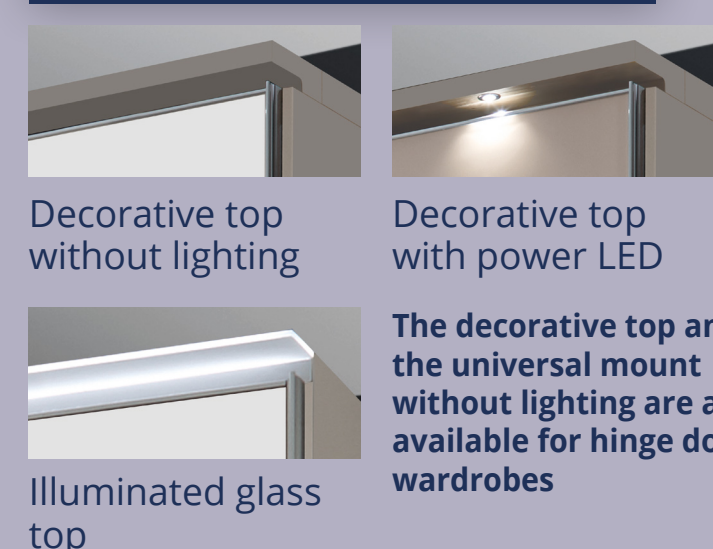 Decorative top
without lighting
Decorative top
with power LED
Illuminated glass
top
The decorative top
the universal mount
without lighting are
available for hinge
wardrobes